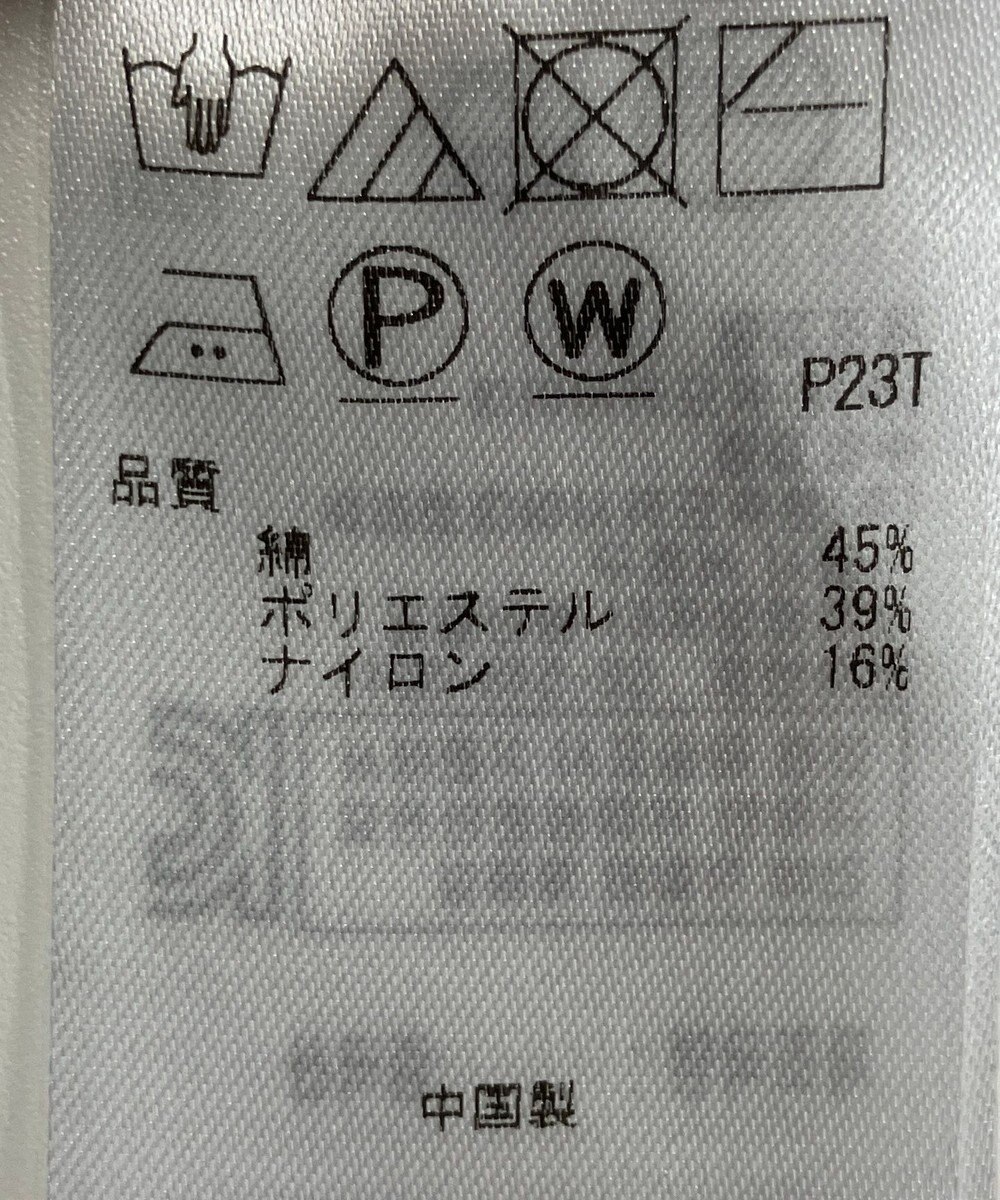 P W
P23T
品質
綿 45%
ポリエステル 39%
ナイロン 16%
中国製